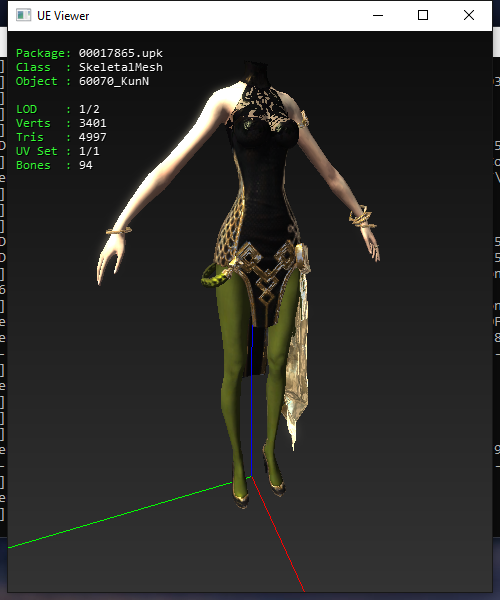 UE Viewer
Package: 00017865.upk
Class : SkeletalMesh
Object : 60070_KunN
LOD : 1/2
Verts : 3401
Tris : 4997
UV Set : 1/1
Bones : 94